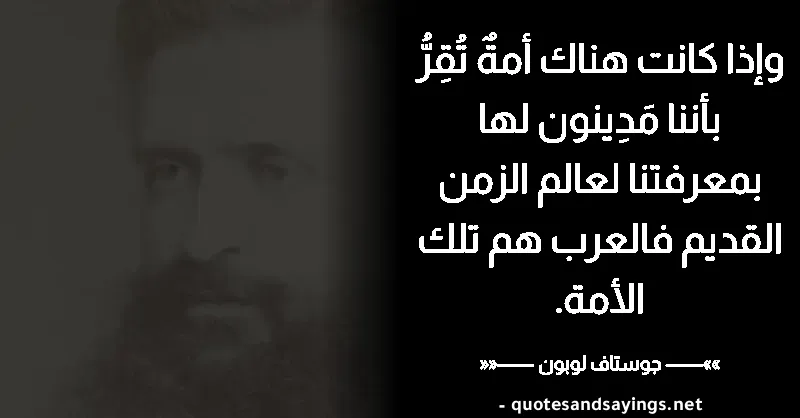 وإذا كانت هناك أمةٌ تُقِرُّ
بأننا مَدِينون لها
بمعرفتنا لعالم الزمن
القديم فالعرب هم تلك
الأمة.
»»—— جوستاف لوبون ——««
- quotesandsayings.net